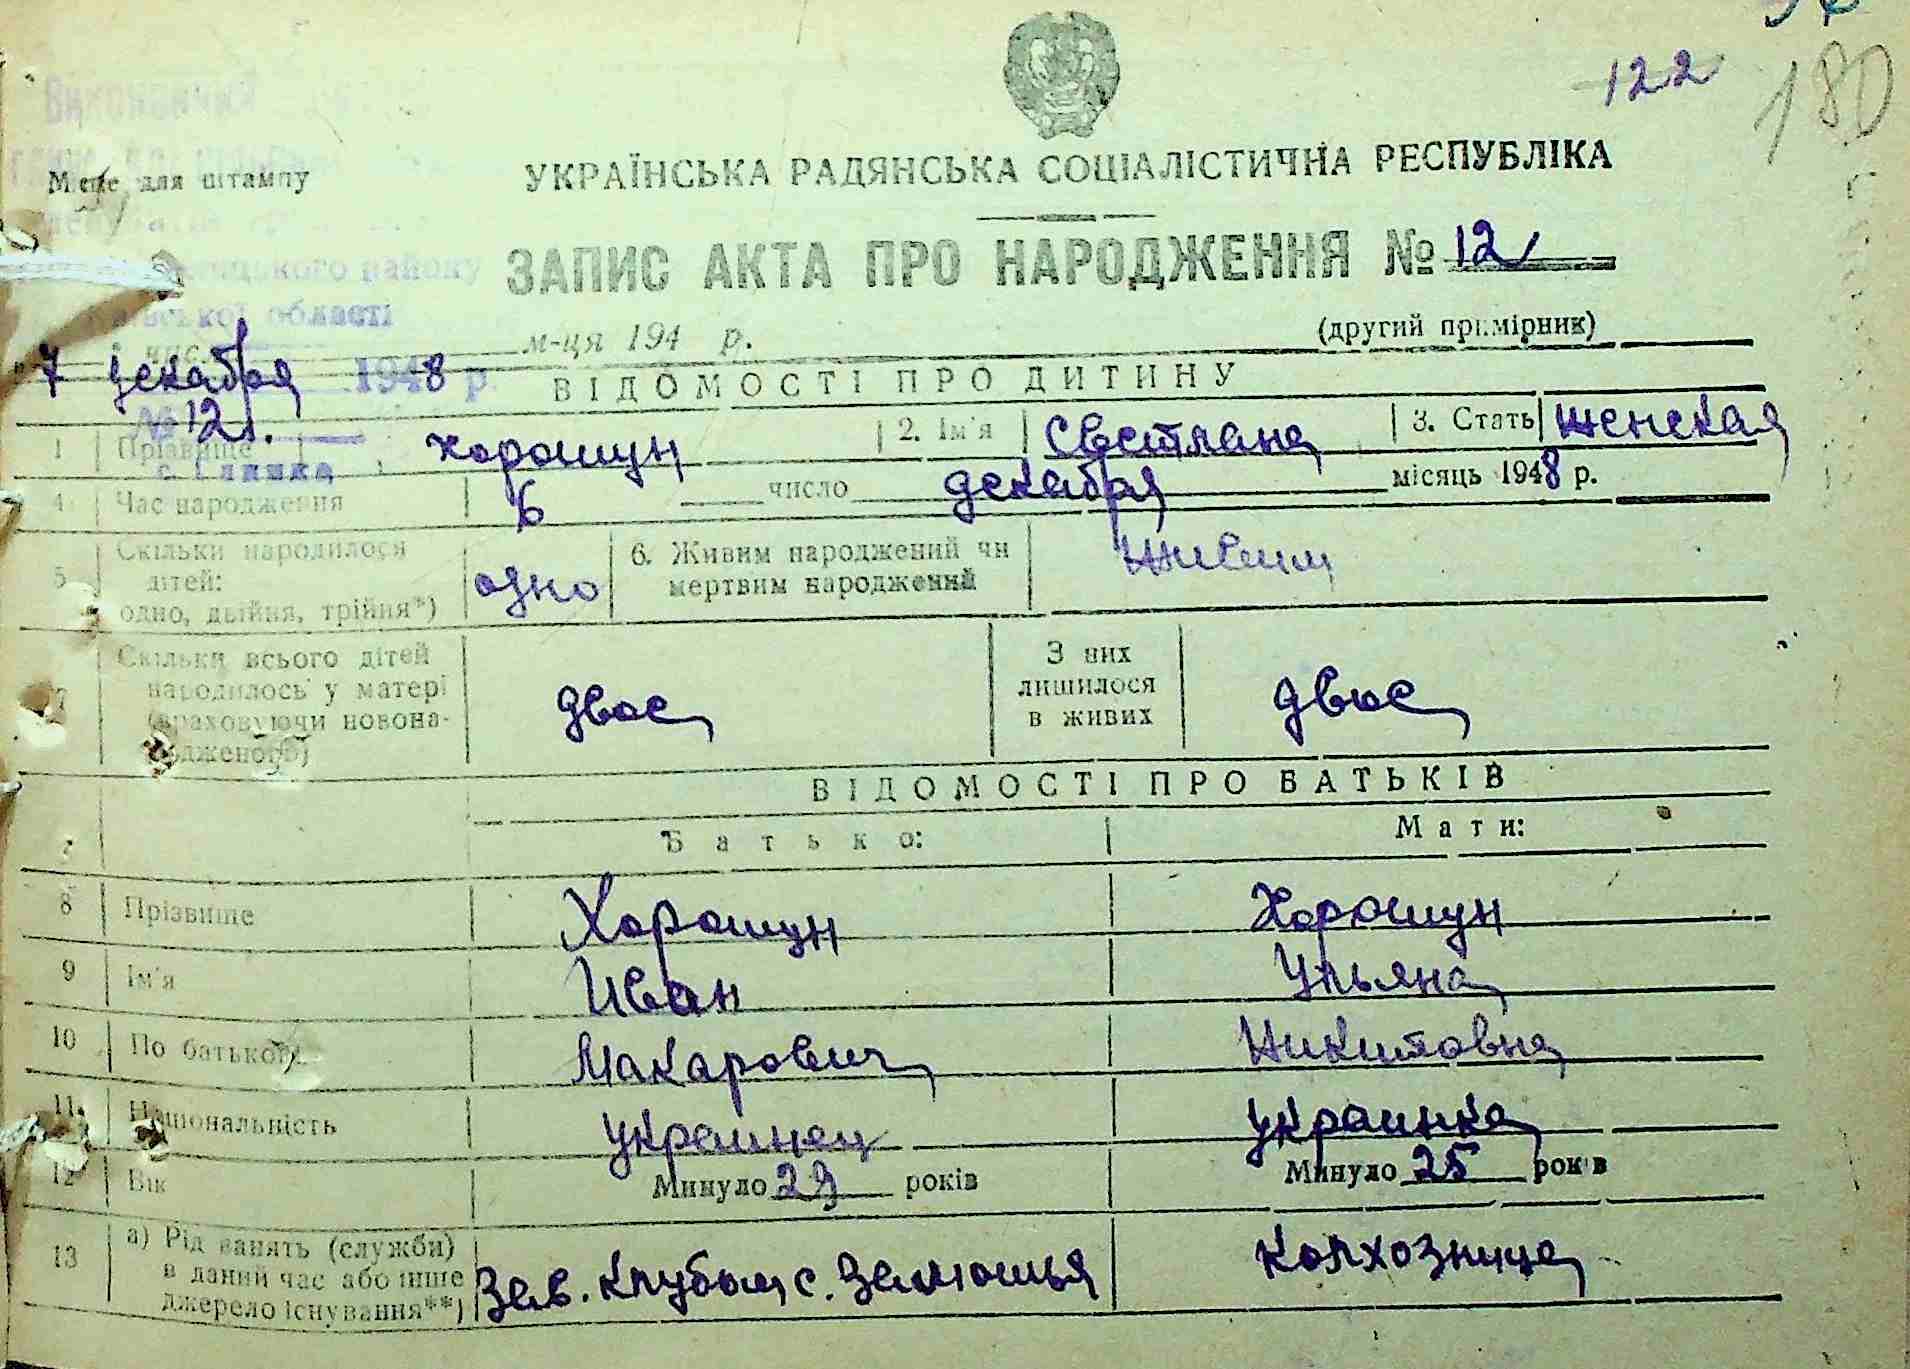 122
180
Місце для штампу
УКРАЇНСЬКА РАДЯНСЬКА СОЦІАЛІСТИЧНА РЕСПУБЛІКА
ЗАПИС АКТА ПРО НАРОДЖЕННЯ № 12
району
області
м-ця 194 р.
(другий примірник)
7 декабря 1948 р.
№ 12
ВІДОМОСТІ ПРО ДИТИНУ
1 Прізвище Хорошун 2. Ім'я Светлана 3. Стать женская
4. Час народження 6 число декабря місяць 1948 р.
5 Скільки народилося дітей: одно, двійня, трійня*) одно 6. Живим народжений чи мертвим народжений
7 Скільки всього дітей народилось у матері (враховуючи новонародженого) двое З них лишилося в живих двое
ВІДОМОСТІ ПРО БАТЬКІВ
Батько: Мати:
8 Прізвище Хорошун Хорошун
9 Ім'я Иван Ульяна
10 По батькові Макарович Никитовна
11 Національність украинец украинка
12 Вік Минуло 29 років Минуло 25 років
13 а) Рід занять (служби) в даний час або інше джерело існування**) Зав. клубом с. колхозница